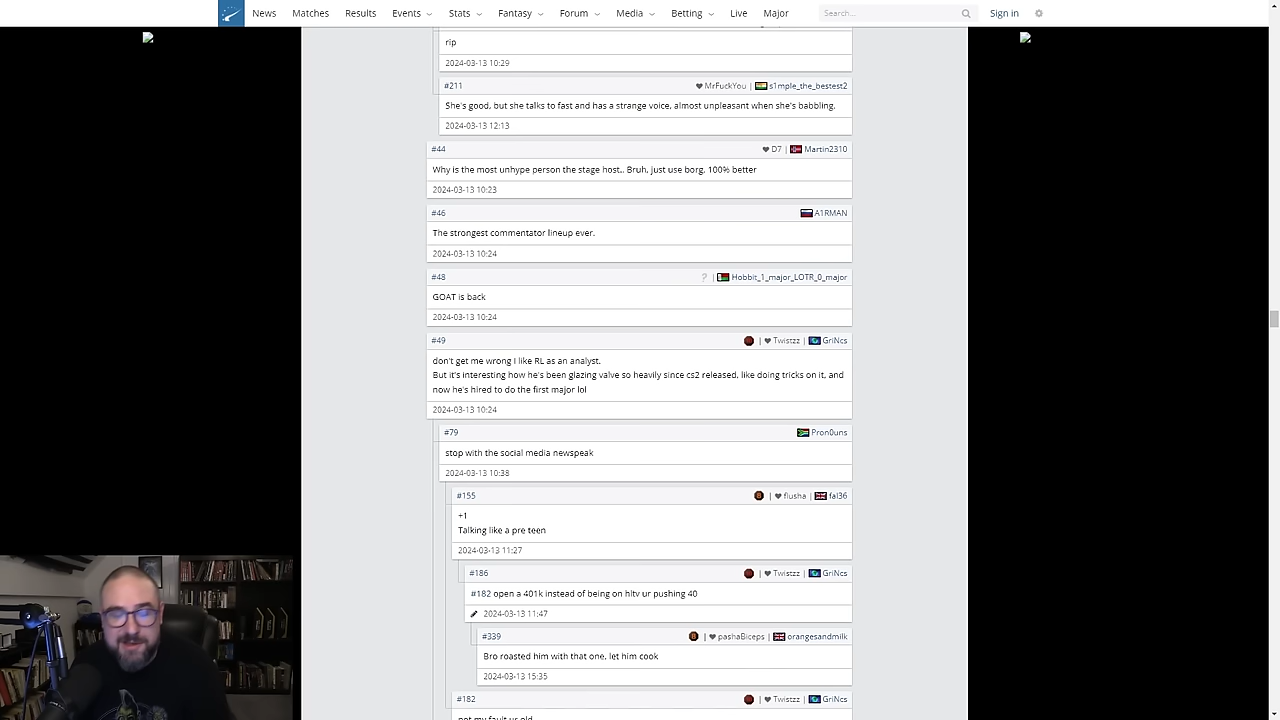 News Matches Results Events Stats Fantasy Forum Media Betting Live Major Search... Sign in
rip
2024-03-13 10:29
#211 MrFuckYou | s1mple_the_bestest2
She's good, but she talks to fast and has a strange voice, almost unpleasant when she's babbling.
2024-03-13 12:13
#44 D7 | Martin2310
Why is the most unhype person the stage host.. Bruh, just use borg, 100% better
2024-03-13 10:23
#46 A1RMAN
The strongest commentator lineup ever.
2024-03-13 10:24
#48 ? | Hobbit_1_major_LOTR_0_major
GOAT is back
2024-03-13 10:24
#49 | Twistzz | GriNcs
don't get me wrong I like RL as an analyst.
But it's interesting how he's been glazing valve so heavily since cs2 released, like doing tricks on it, and
now he's hired to do the first major lol
2024-03-13 10:24
#79 Pron0uns
stop with the social media newspeak
2024-03-13 10:38
#155 | flusha | fal36
+1
Talking like a pre teen
2024-03-13 11:27
#186 | Twistzz | GriNcs
#182 open a 401k instead of being on hltv ur pushing 40
2024-03-13 11:47
#339 | pashaBiceps | orangesandmilk
Bro roasted him with that one, let him cook
2024-03-13 15:35
#182 | Twistzz | GriNcs
not my fault ur old